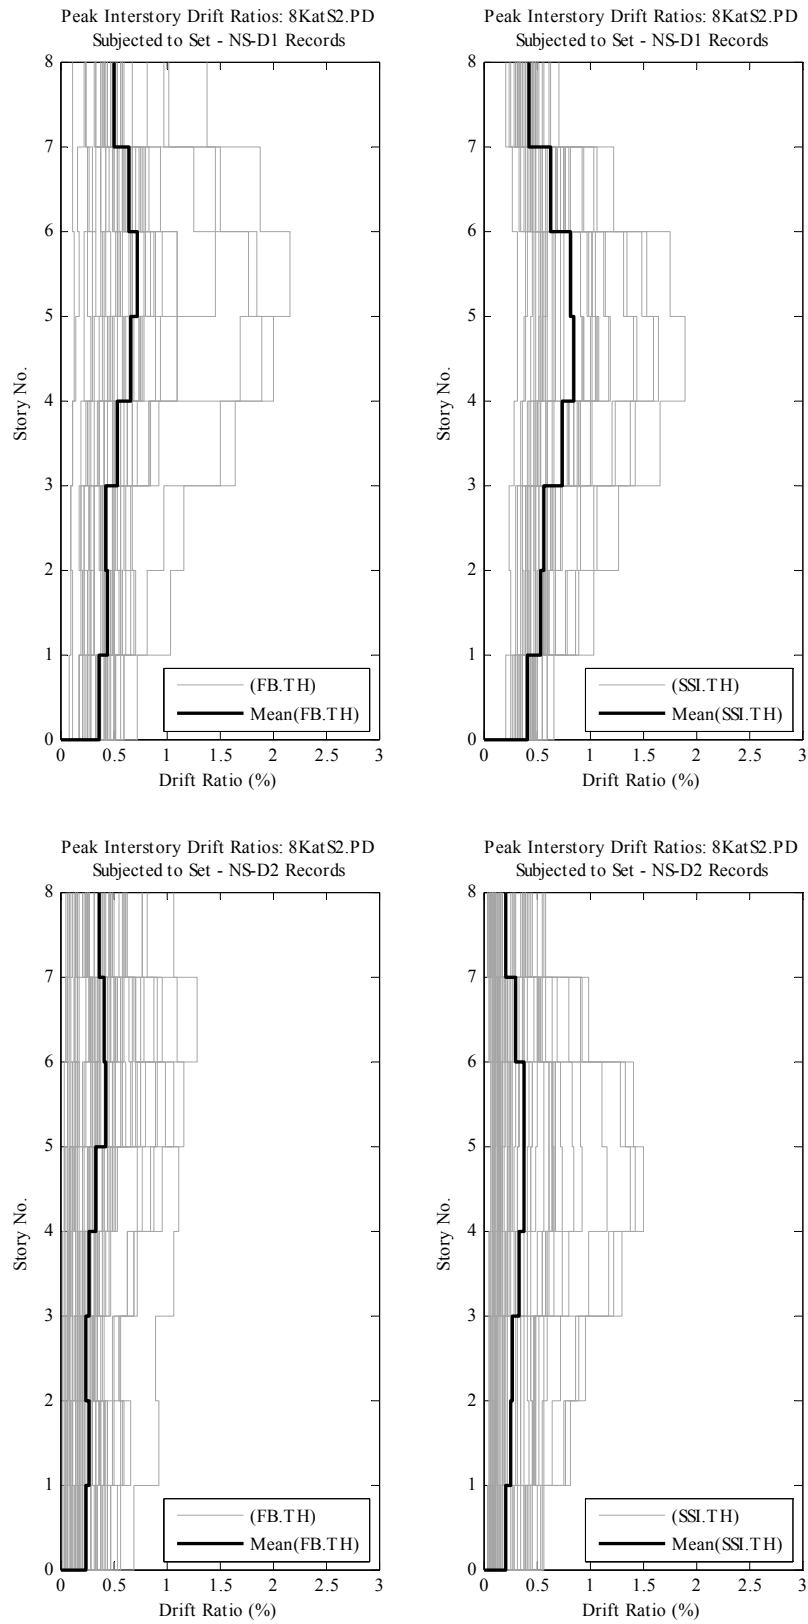 Peak Interstory Drift Ratios: 8KatS2.PD
Subjected to Set - NS-D1 Records
8
7
6
5
4
3
2
1
0
Story No.
(FB.TH)
Mean(FB.TH)
0 0.5 1 1.5 2 2.5 3
Drift Ratio (%)
Peak Interstory Drift Ratios: 8KatS2.PD
Subjected to Set - NS-D1 Records
8
7
6
5
4
3
2
1
0
Story No.
(SSI.TH)
Mean(SSI.TH)
0 0.5 1 1.5 2 2.5 3
Drift Ratio (%)
Peak Interstory Drift Ratios: 8KatS2.PD
Subjected to Set - NS-D2 Records
8
7
6
5
4
3
2
1
0
Story No.
(FB.TH)
Mean(FB.TH)
0 0.5 1 1.5 2 2.5 3
Drift Ratio (%)
Peak Interstory Drift Ratios: 8KatS2.PD
Subjected to Set - NS-D2 Records
8
7
6
5
4
3
2
1
0
Story No.
(SSI.TH)
Mean(SSI.TH)
0 0.5 1 1.5 2 2.5 3
Drift Ratio (%)